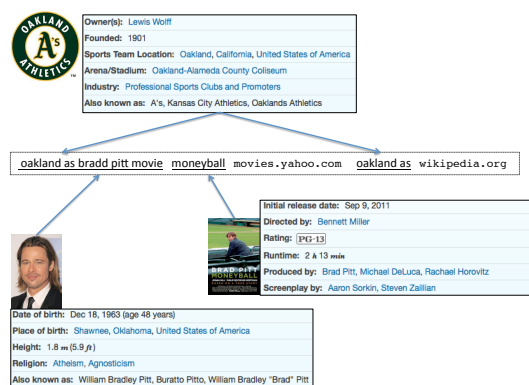 OAKLAND
A's
ATHLETICS
Owner(s): Lewis Wolff
Founded: 1901
Sports Team Location: Oakland, California, United States of America
Arena/Stadium: Oakland-Alameda County Coliseum
Industry: Professional Sports Clubs and Promoters
Also known as: A's, Kansas City Athletics, Oaklands Athletics
oakland as bradd pitt movie moneyball movies.yahoo.com oakland as wikipedia.org
Initial release date: Sep 9, 2011
Directed by: Bennett Miller
Rating: PG-13
Runtime: 2 h 13 min
Produced by: Brad Pitt, Michael DeLuca, Rachael Horovitz
Screenplay by: Aaron Sorkin, Steven Zaillian
BRAD PITT
MONEYBALL
Date of birth: Dec 18, 1963 (age 48 years)
Place of birth: Shawnee, Oklahoma, United States of America
Height: 1.8 m (5.9 ft)
Religion: Atheism, Agnosticism
Also known as: William Bradley Pitt, Buratto Pitto, William Bradley "Brad" Pitt